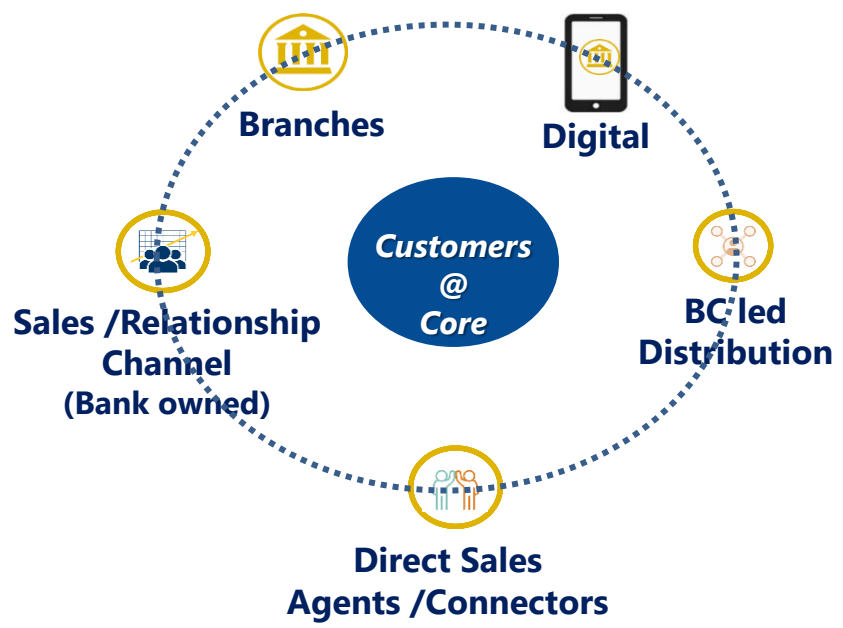 Branches
Digital
Customers
@
Core
Sales /Relationship
Channel
(Bank owned)
BC led
Distribution
Direct Sales
Agents /Connectors